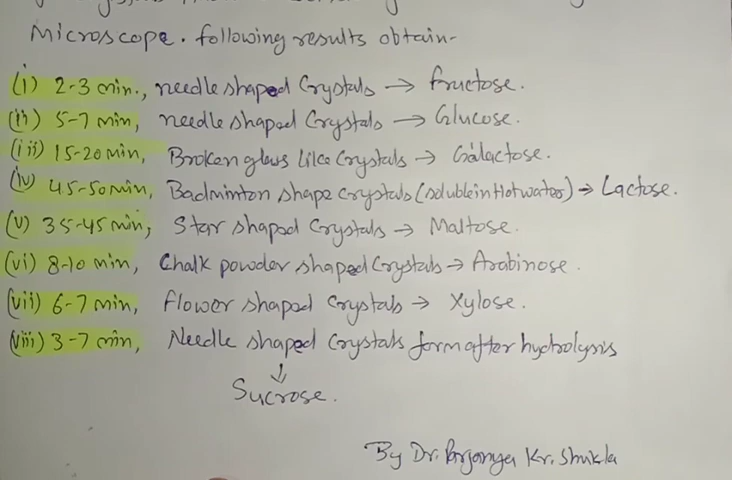 Microscope. following results obtain-
(i) 2-3 min., needle shaped Crystals → fructose.
(ii) 5-7 min, needle shaped Crystals → Glucose.
(iii) 15-20 min, Broken glass like Crystals → Galactose.
(iv) 45-50 min, Badminton shape crystals (soluble in Hot water) → Lactose.
(v) 35-45 min, Star shaped Crystals → Maltose.
(vi) 8-10 min, Chalk powder shaped Crystals → Arabinose.
(vii) 6-7 min, flower shaped Crystals → Xylose.
(viii) 3-7 min, Needle shaped Crystals form after hydrolysis
↓
Sucrose.
By Dr. Kr. Shukla